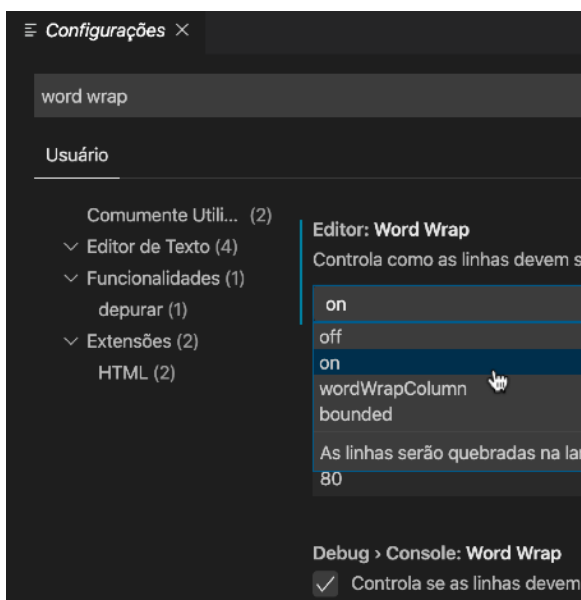 Configurações
word wrap
Usuário
Comumente Utili... (2)
Editor de Texto (4)
Funcionalidades (1)
depurar (1)
Extensões (2)
HTML (2)
Editor: Word Wrap
Controla como as linhas devem s
on
off
on
wordWrapColumn
bounded
As linhas serão quebradas na la
80
Debug › Console: Word Wrap
Controla se as linhas devem